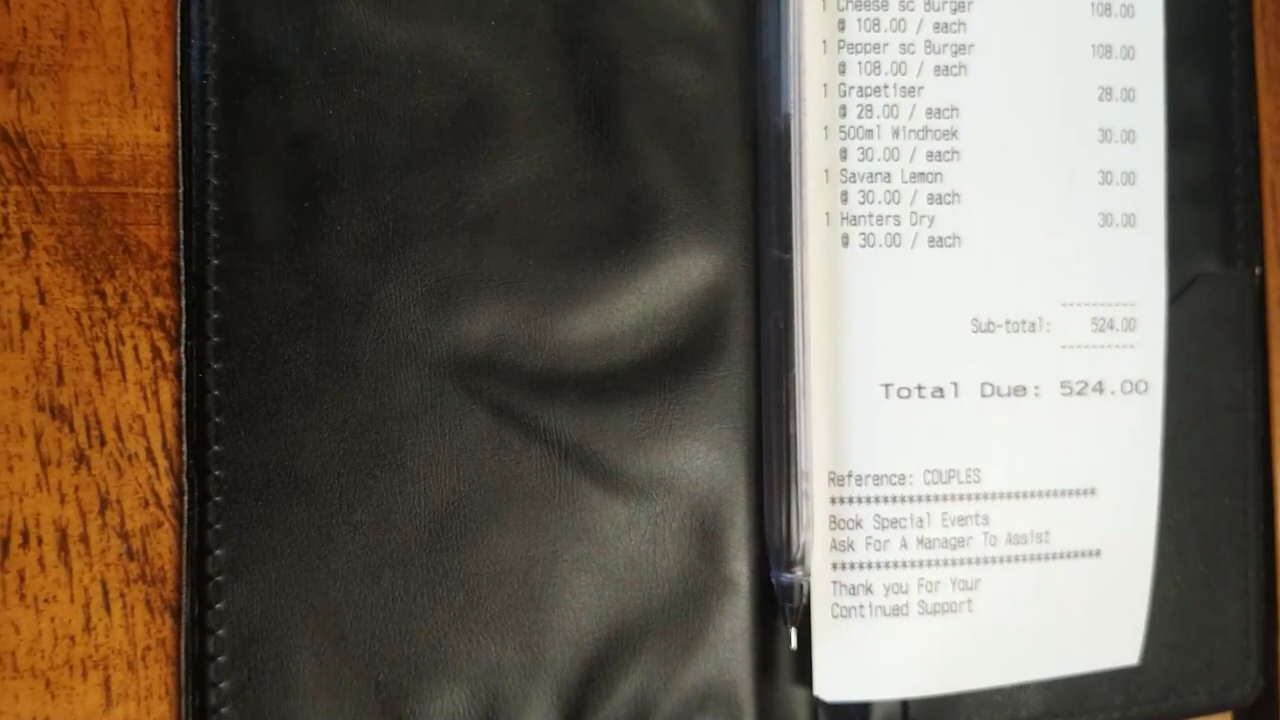 1 Cheese sc Burger 108.00
@ 108.00 / each
1 Pepper sc Burger 108.00
@ 108.00 / each
1 Grapetiser 28.00
@ 28.00 / each
1 500ml Windhoek 30.00
@ 30.00 / each
1 Savana Lemon 30.00
@ 30.00 / each
1 Hanters Dry 30.00
@ 30.00 / each
----------
Sub-total: 524.00
----------
Total Due: 524.00
Reference: COUPLES
*******************************
Book Special Events
Ask For A Manager To Assist
*******************************
Thank you For Your
Continued Support